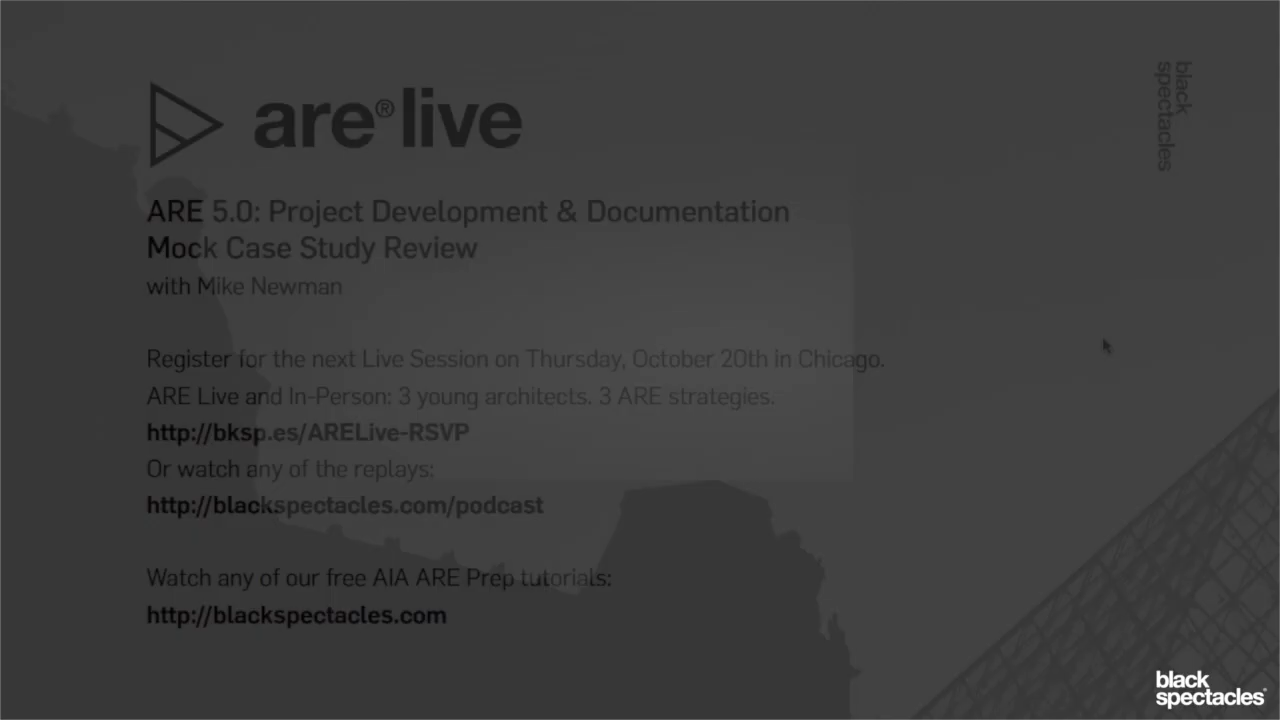 are® live
black
spectacles
ARE 5.0: Project Development & Documentation
Mock Case Study Review
with Mike Newman
Register for the next Live Session on Thursday, October 20th in Chicago.
ARE Live and In-Person: 3 young architects. 3 ARE strategies.
http://bksp.es/ARELive-RSVP
Or watch any of the replays:
http://blackspectacles.com/podcast
Watch any of our free AIA ARE Prep tutorials:
http://blackspectacles.com
black
spectacles®